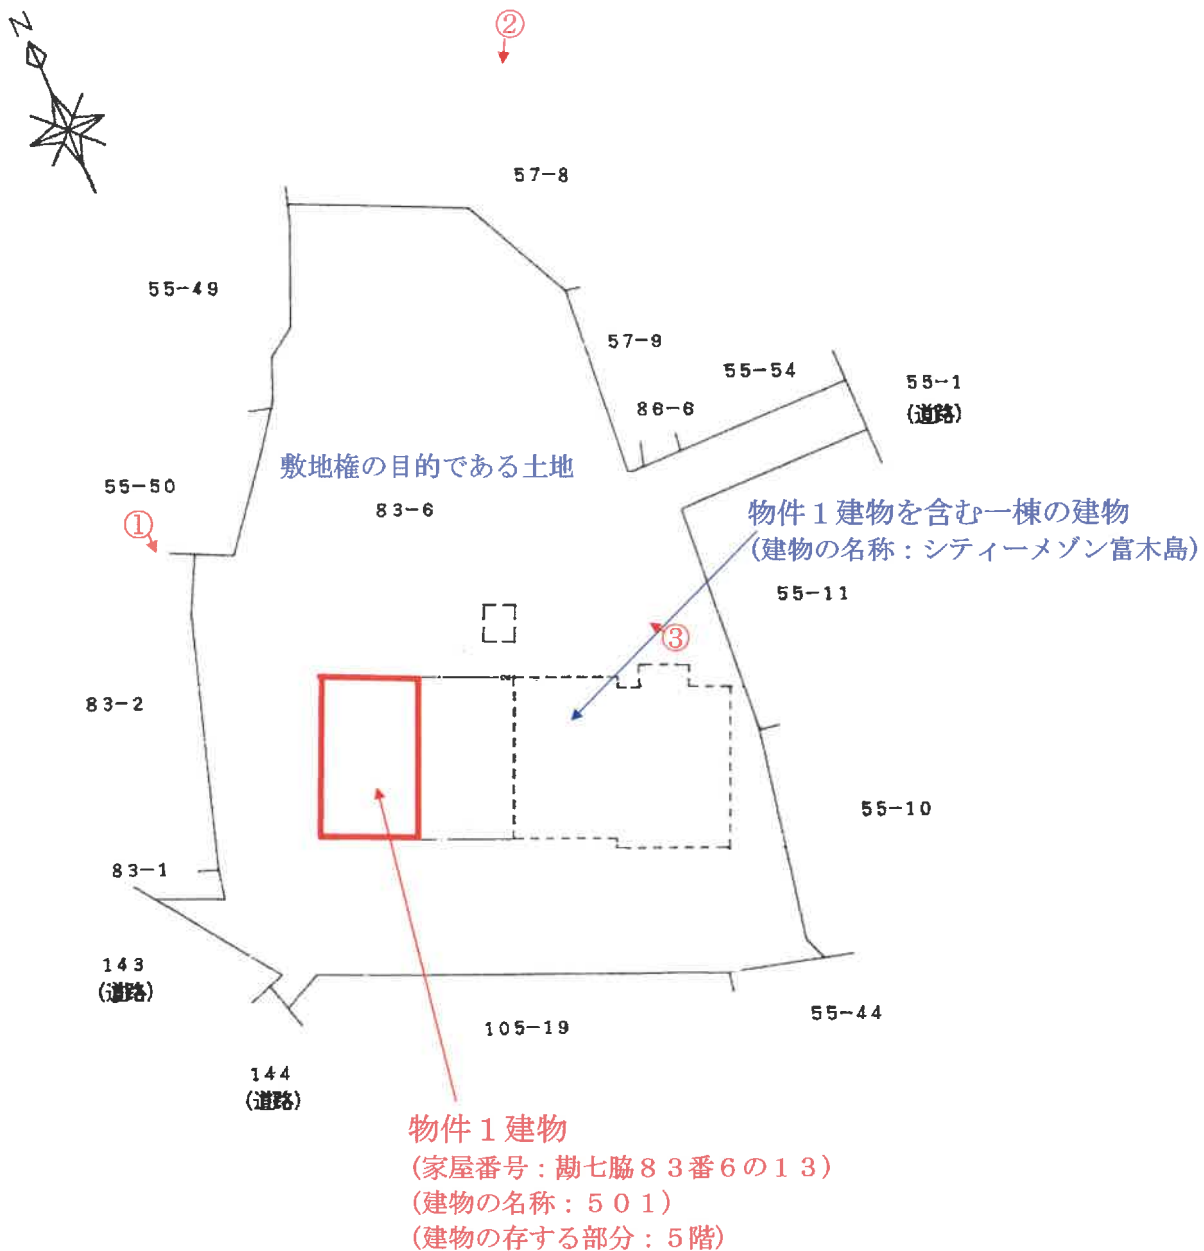 Z
②
57-8
55-49
57-9
55-54
55-1
(道路)
86-6
敷地権の目的である土地
55-50
83-6
①
物件１建物を含む一棟の建物
(建物の名称：シティーメゾン富木島)
55-11
③
83-2
55-10
83-1
143
(道路)
105-19
55-44
144
(道路)
物件１建物
(家屋番号：勘七脇８３番６の１３)
(建物の名称：５０１)
(建物の存する部分：５階)